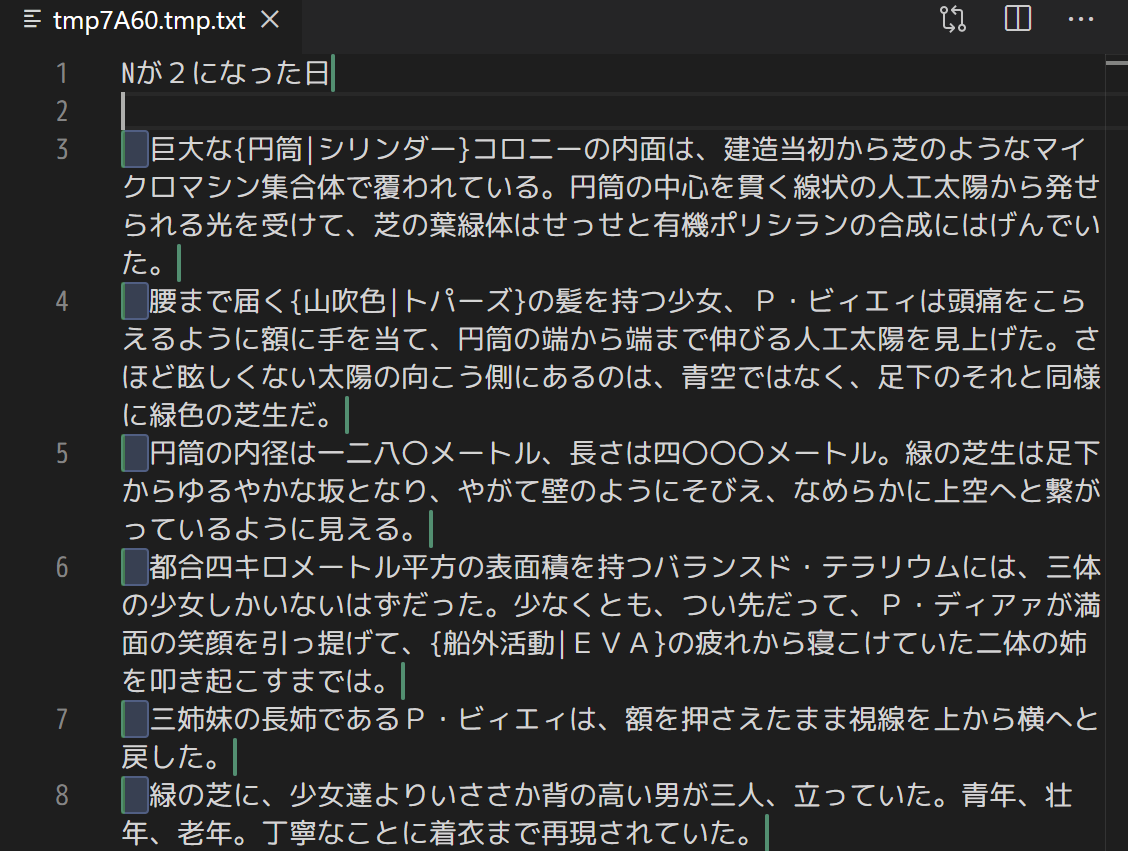 tmp7A60.tmp.txt
1 Nが２になった日
2
3 　巨大な{円筒|シリンダー}コロニーの内面は、建造当初から芝のようなマイ
クロマシン集合体で覆われている。円筒の中心を貫く線状の人工太陽から発せ
られる光を受けて、芝の葉緑体はせっせと有機ポリシランの合成にはげんでい
た。
4 　腰まで届く{山吹色|トパーズ}の髪を持つ少女、Ｐ・ビィエィは頭痛をこら
えるように額に手を当て、円筒の端から端まで伸びる人工太陽を見上げた。さ
ほど眩しくない太陽の向こう側にあるのは、青空ではなく、足下のそれと同様
に緑色の芝生だ。
5 　円筒の内径は一二八〇メートル、長さは四〇〇〇メートル。緑の芝生は足下
からゆるやかな坂となり、やがて壁のようにそびえ、なめらかに上空へと繋が
っているように見える。
6 　都合四キロメートル平方の表面積を持つバランスド・テラリウムには、三体
の少女しかいないはずだった。少なくとも、つい先だって、Ｐ・ディアァが満
面の笑顔を引っ提げて、{船外活動|ＥＶＡ}の疲れから寝こけていた二体の姉
を叩き起こすまでは。
7 　三姉妹の長姉であるＰ・ビィエィは、額を押さえたまま視線を上から横へと
戻した。
8 　緑の芝に、少女達よりいささか背の高い男が三人、立っていた。青年、壮
年、老年。丁寧なことに着衣まで再現されていた。